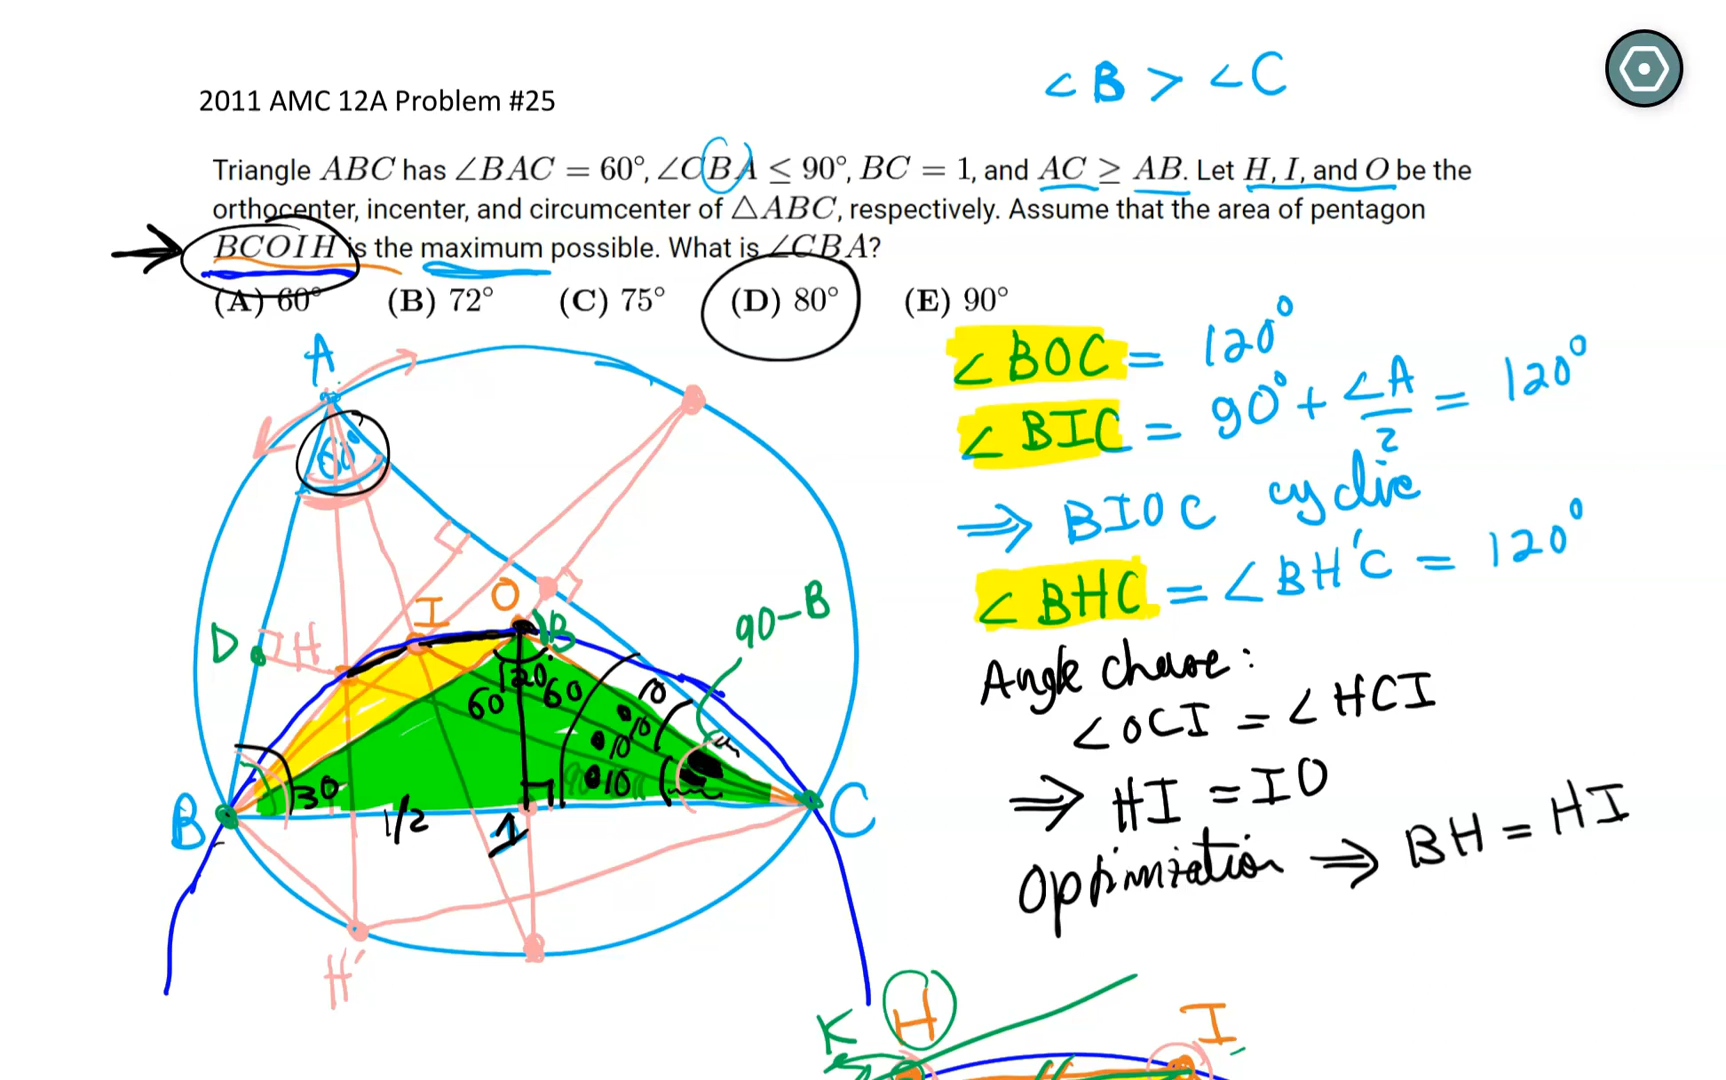 ∠B > ∠C
2011 AMC 12A Problem #25
Triangle ABC has ∠BAC = 60°, ∠CBA ≤ 90°, BC = 1, and AC ≥ AB. Let H, I, and O be the
orthocenter, incenter, and circumcenter of △ABC, respectively. Assume that the area of pentagon
BCOIH is the maximum possible. What is ∠CBA?
(A) 60° (B) 72° (C) 75° (D) 80° (E) 90°
∠BOC = 120°
∠BIC = 90° + ∠A/2 = 120°
⇒ BIOC cyclic
∠BHC = ∠BH'C = 120°
Angle chase:
∠OCI = ∠HCI
⇒ HI = IO
Optimization ⇒ BH = HI
A
60°
O
I
B
90-B
D
H
120
60
60
10
10
10
10
30
B
1/2
1
C
H'
K
H
I